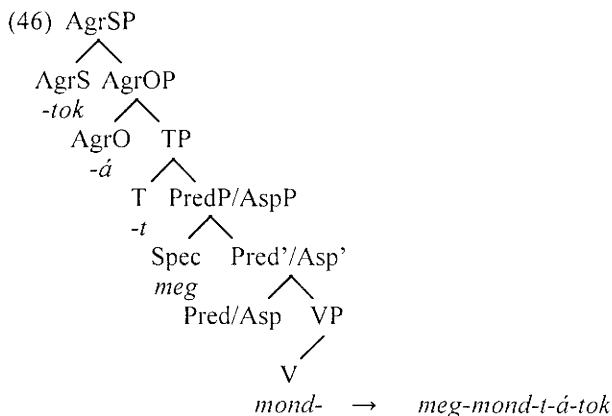 (46) AgrSP
AgrS AgrOP
-tok
AgrO TP
-á
T PredP/AspP
-t
Spec Pred’/Asp’
meg
Pred/Asp VP
V
mond- → meg-mond-t-á-tok